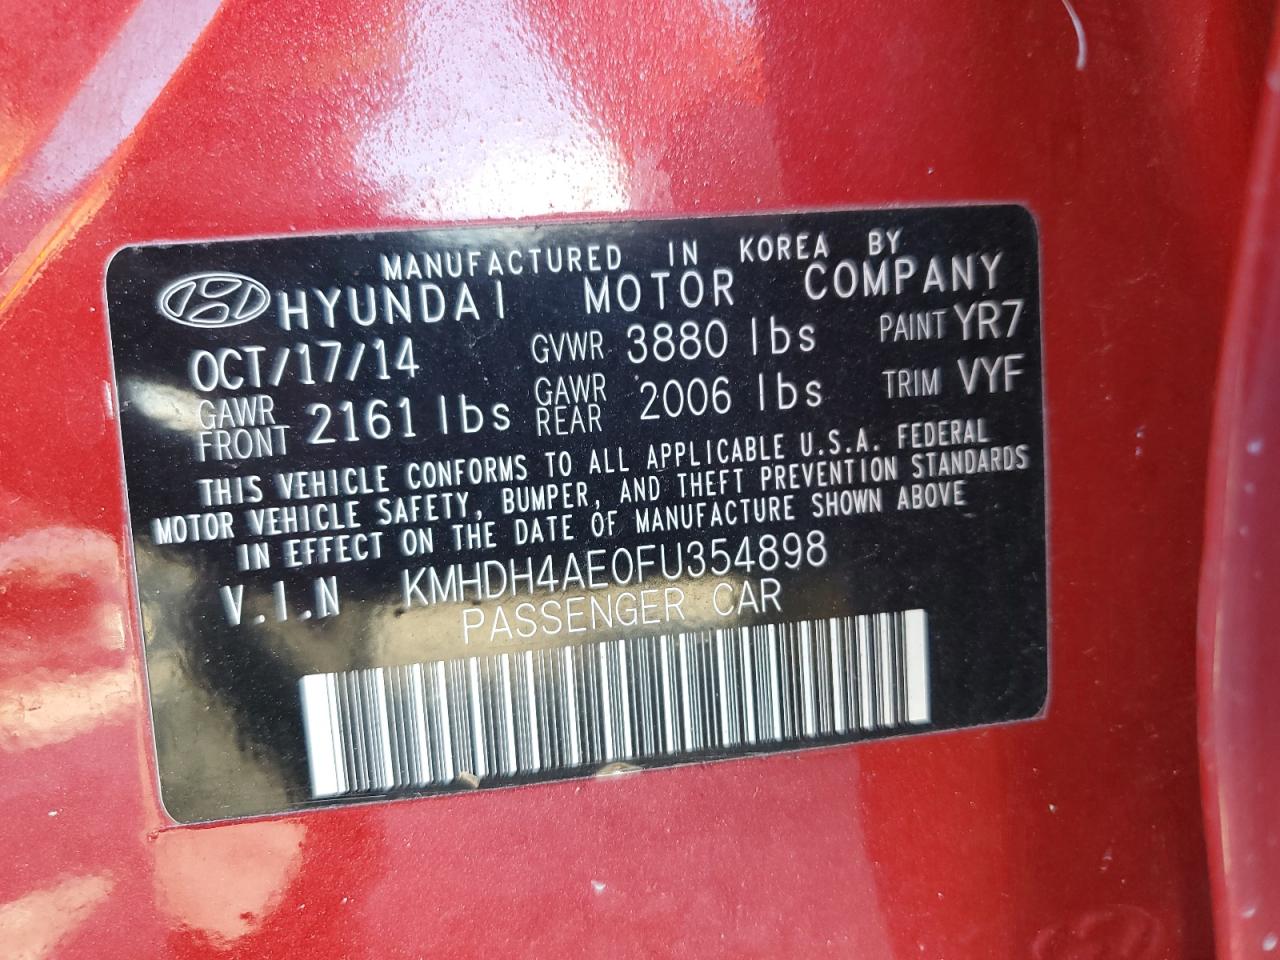 MANUFACTURED IN KOREA BY
HYUNDAI MOTOR COMPANY
OCT/17/14 GVWR 3880 lbs PAINT YR7
GAWR FRONT 2161 lbs GAWR REAR 2006 lbs TRIM VYF
THIS VEHICLE CONFORMS TO ALL APPLICABLE U.S.A. FEDERAL
MOTOR VEHICLE SAFETY, BUMPER, AND THEFT PREVENTION STANDARDS
IN EFFECT ON THE DATE OF MANUFACTURE SHOWN ABOVE
V.I.N KMHDH4AE0FU354898
PASSENGER CAR